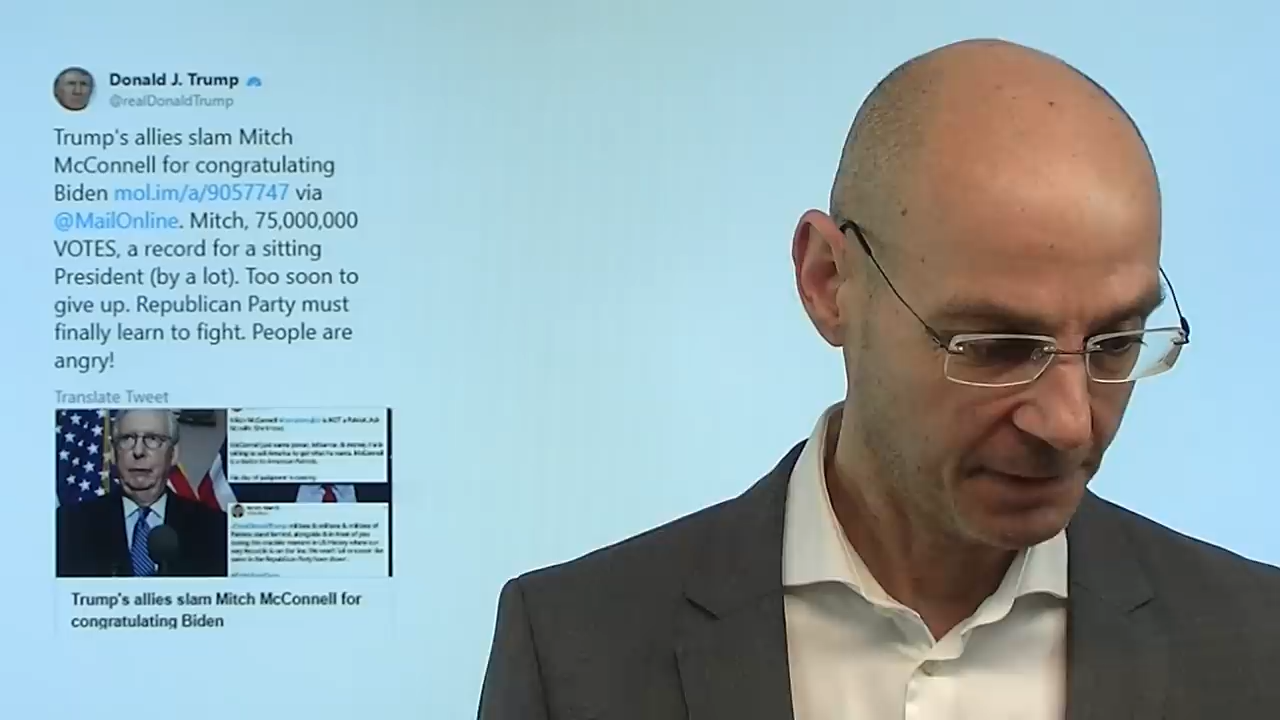 Donald J. Trump
@realDonaldTrump
Trump's allies slam Mitch
McConnell for congratulating
Biden mol.im/a/9057747 via
@MailOnline. Mitch, 75,000,000
VOTES, a record for a sitting
President (by a lot). Too soon to
give up. Republican Party must
finally learn to fight. People are
angry!
Translate Tweet
Trump's allies slam Mitch McConnell for
congratulating Biden